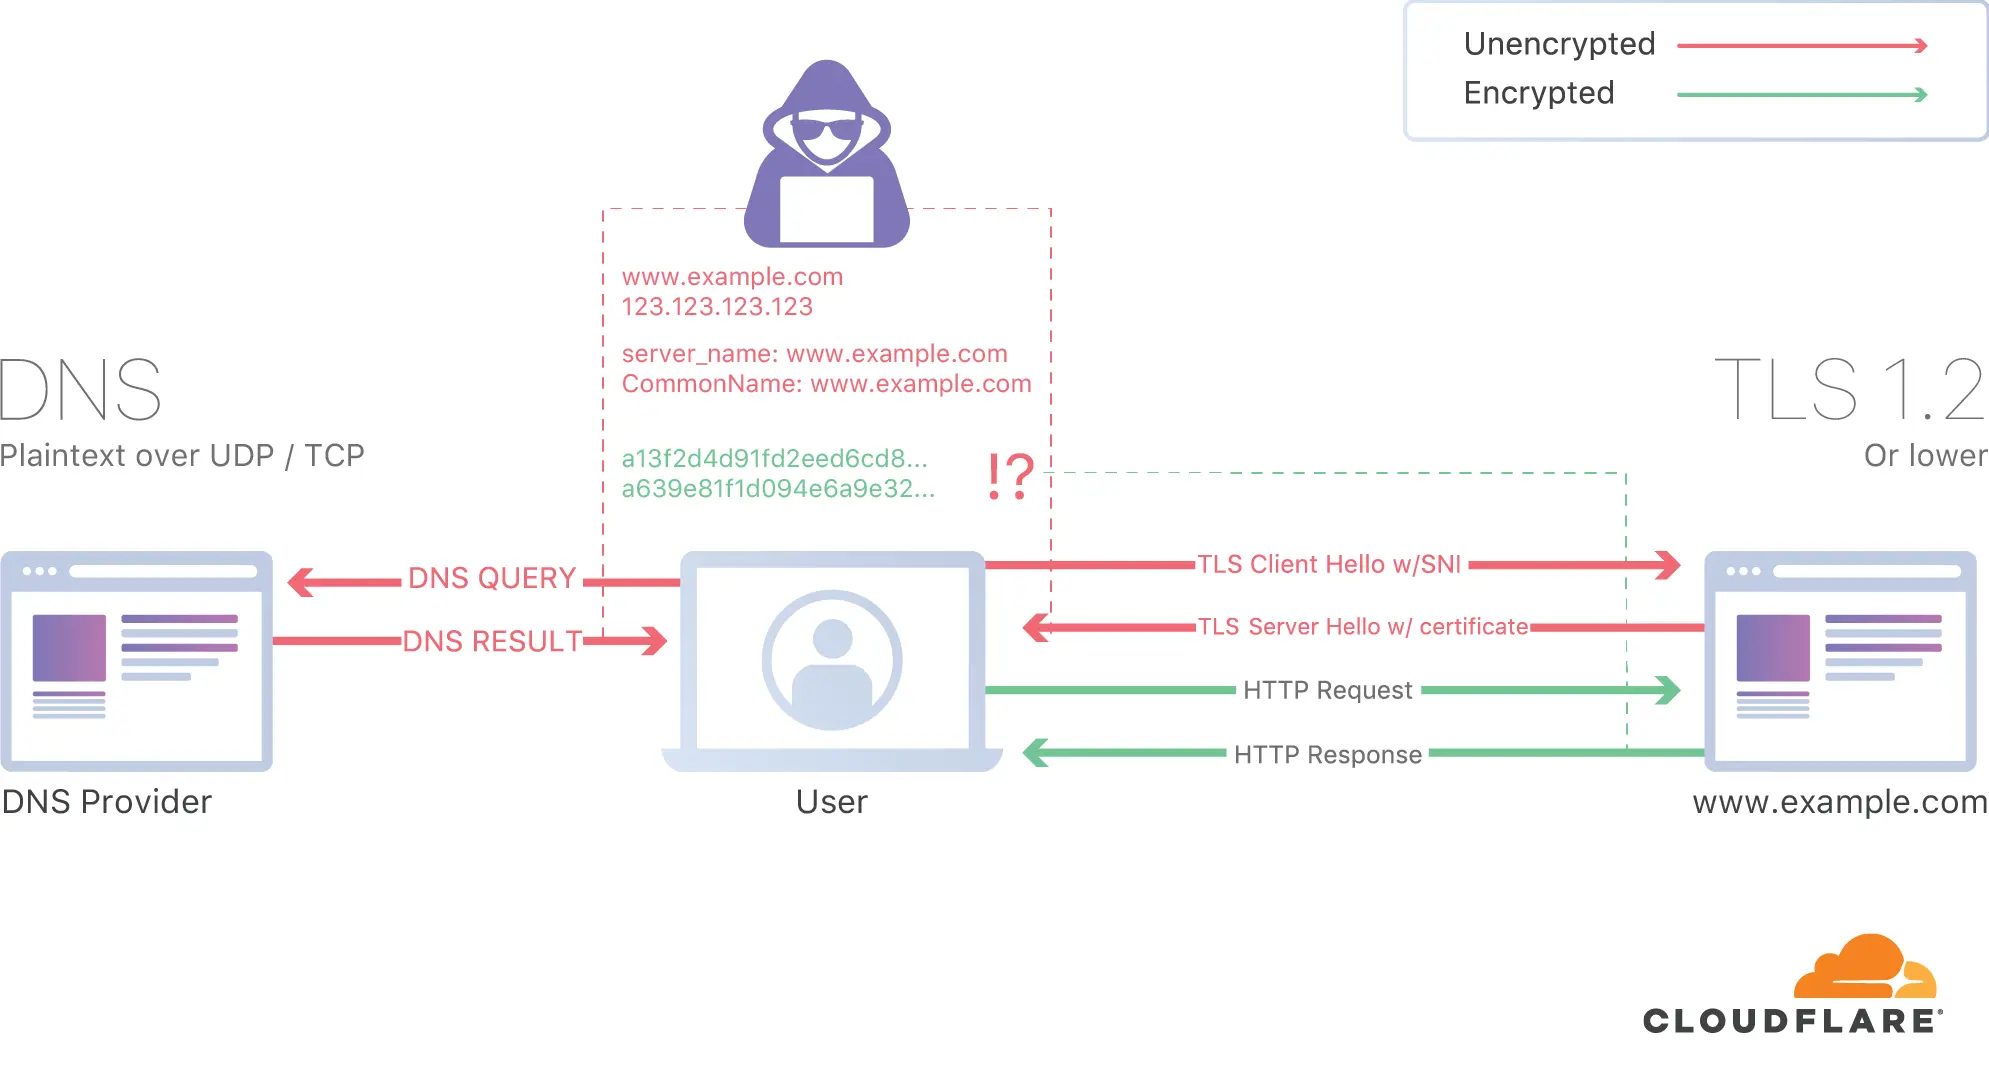 Unencrypted
Encrypted
www.example.com
123.123.123.123
server_name: www.example.com
CommonName: www.example.com
a13f2d4d91fd2eed6cd8...
a639e81f1d094e6a9e32...
!?
DNS
Plaintext over UDP / TCP
TLS 1.2
Or lower
DNS QUERY
DNS RESULT
TLS Client Hello w/SNI
TLS Server Hello w/ certificate
HTTP Request
HTTP Response
DNS Provider
User
www.example.com
CLOUDFLARE®